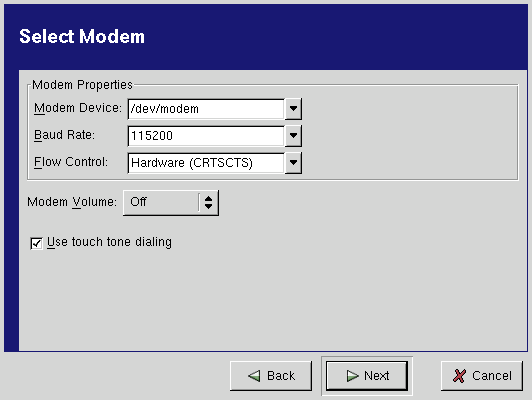 Select Modem
Modem Properties
Modem Device: /dev/modem
Baud Rate: 115200
Flow Control: Hardware (CRTSCTS)
Modem Volume: Off
Use touch tone dialing
Back Next Cancel